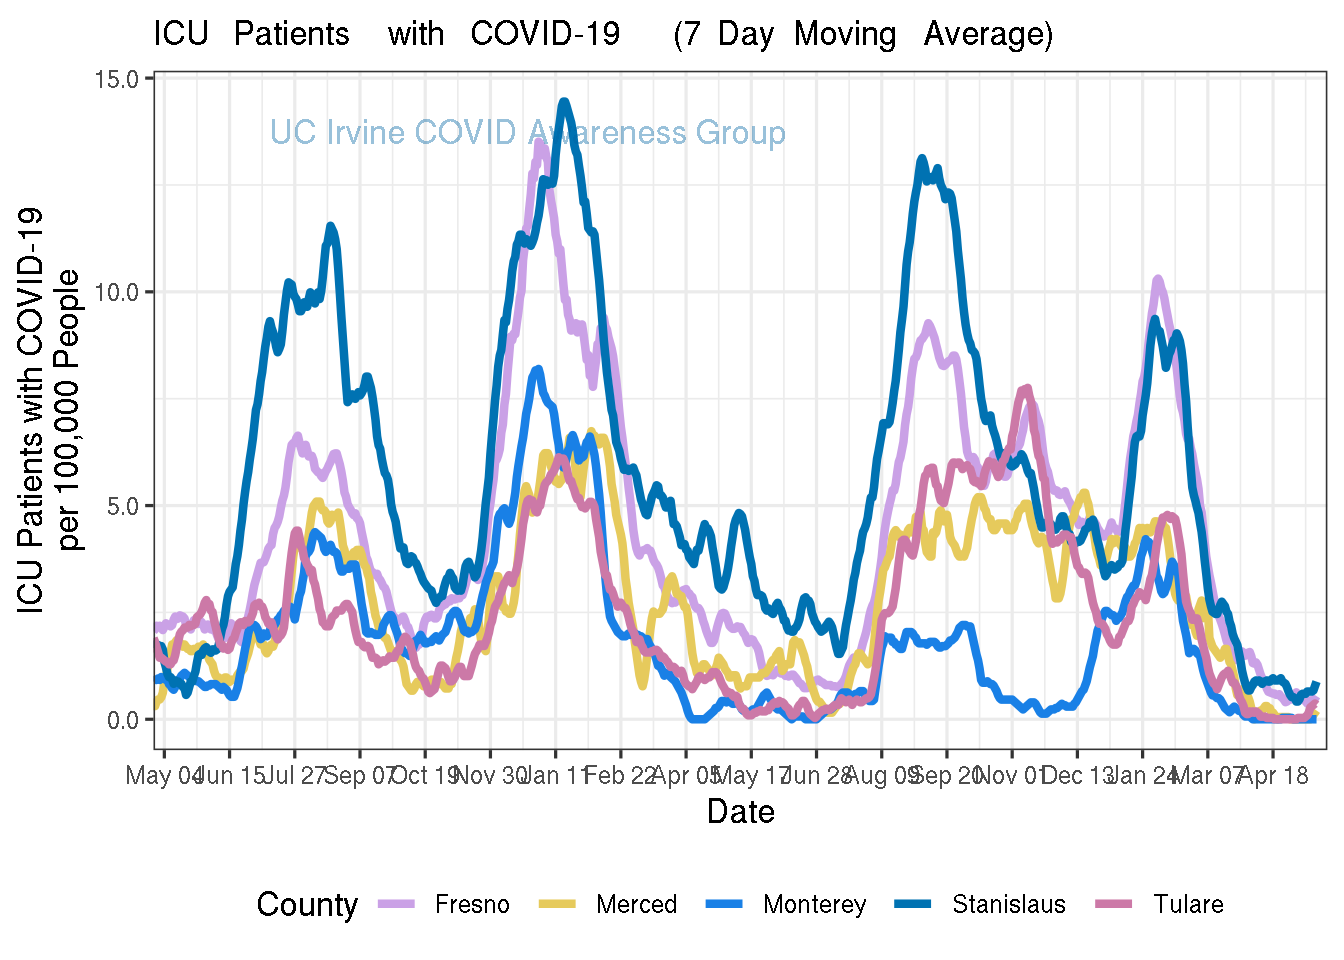 ICU Patients with COVID-19 (7 Day Moving Average)
UC Irvine COVID Awareness Group
ICU Patients with COVID-19
per 100,000 People
15.0
10.0
5.0
0.0
May 04 Jun 15 Jul 27 Sep 07 Oct 19 Nov 30 Jan 11 Feb 22 Apr 05 May 17 Jun 28 Aug 09 Sep 20 Nov 01 Dec 13 Jan 24 Mar 07 Apr 18
Date
County Fresno Merced Monterey Stanislaus Tulare